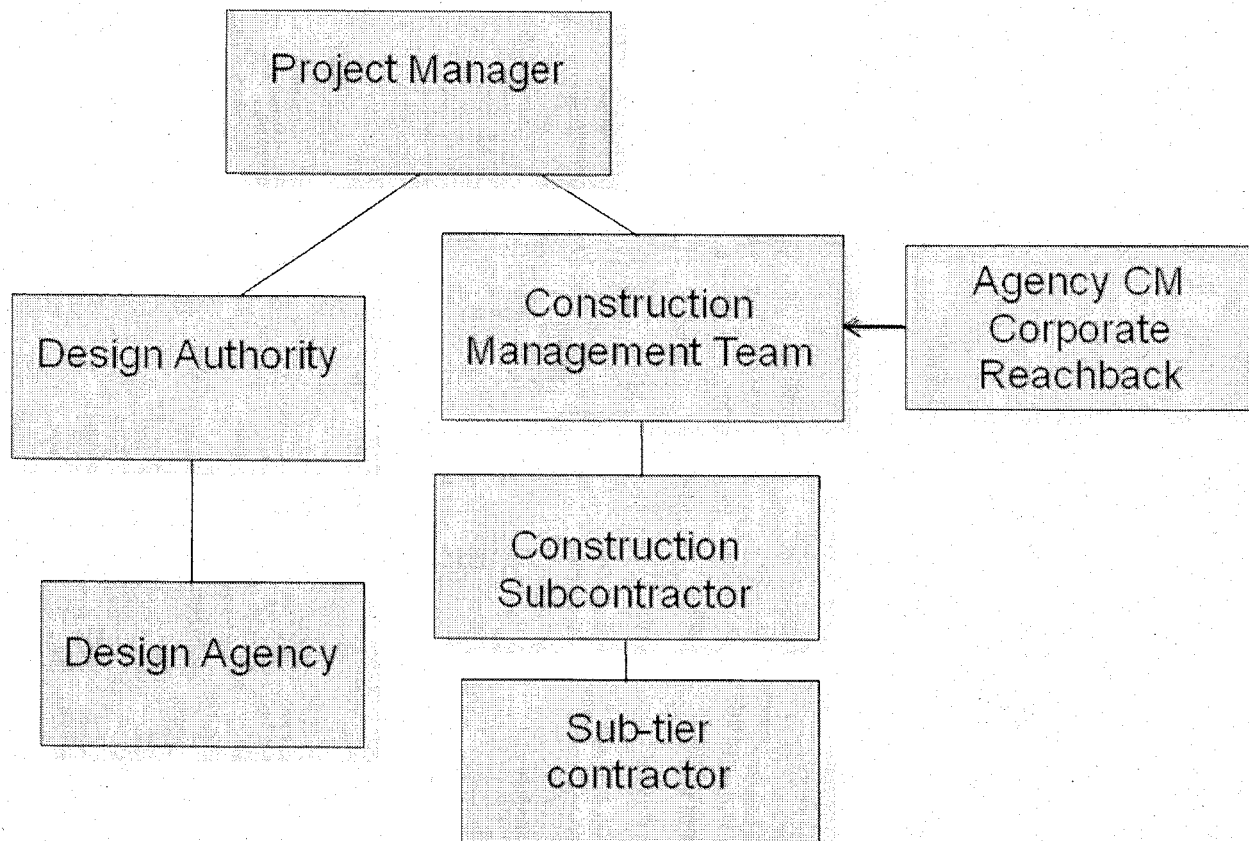 Project Manager
Design Authority
Construction
Management Team
Agency CM
Corporate
Reachback
Construction
Subcontractor
Design Agency
Sub-tier
contractor